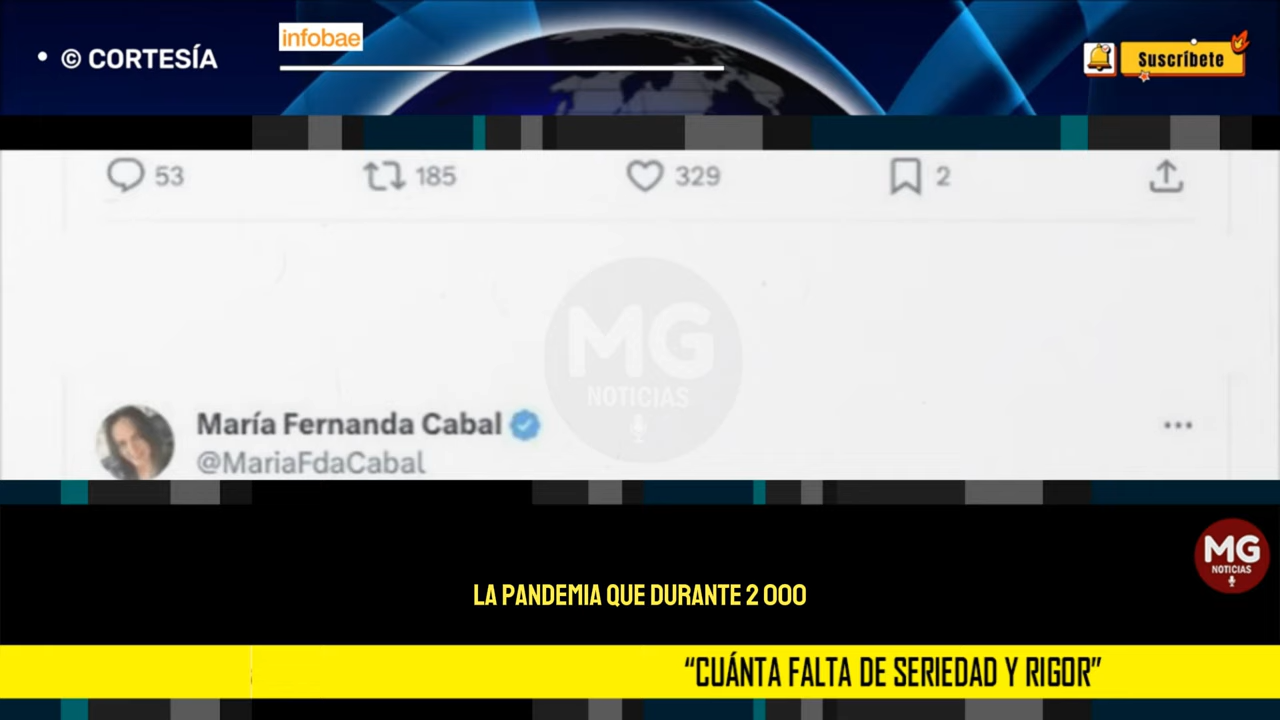 • © CORTESÍA
infobae
Suscríbete
53 185 329 2
MG
NOTICIAS
María Fernanda Cabal
@MariaFdaCabal
MG
NOTICIAS
LA PANDEMIA QUE DURANTE 2 000
“CUÁNTA FALTA DE SERIEDAD Y RIGOR”